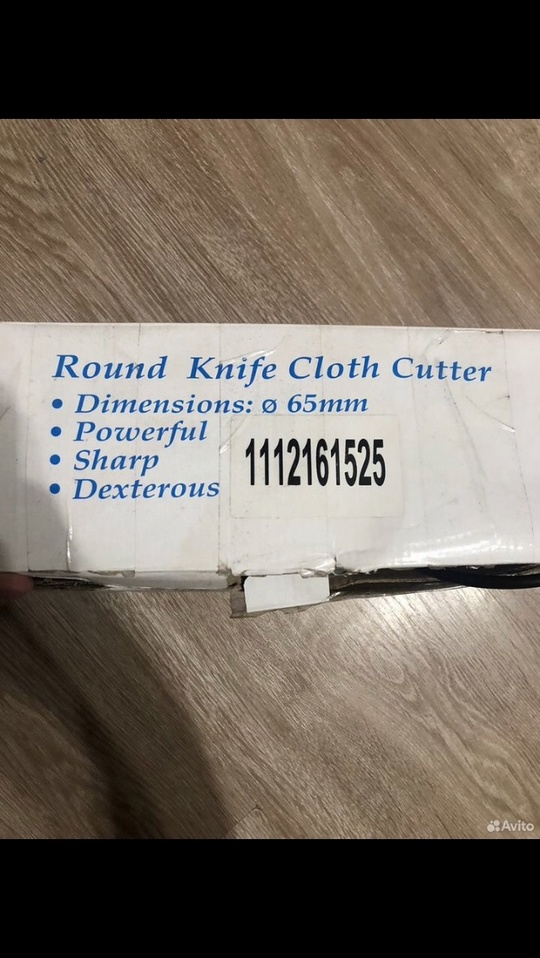 Round Knife Cloth Cutter
• Dimensions: ø 65mm
• Powerful
• Sharp
• Dexterous
1112161525
Avito